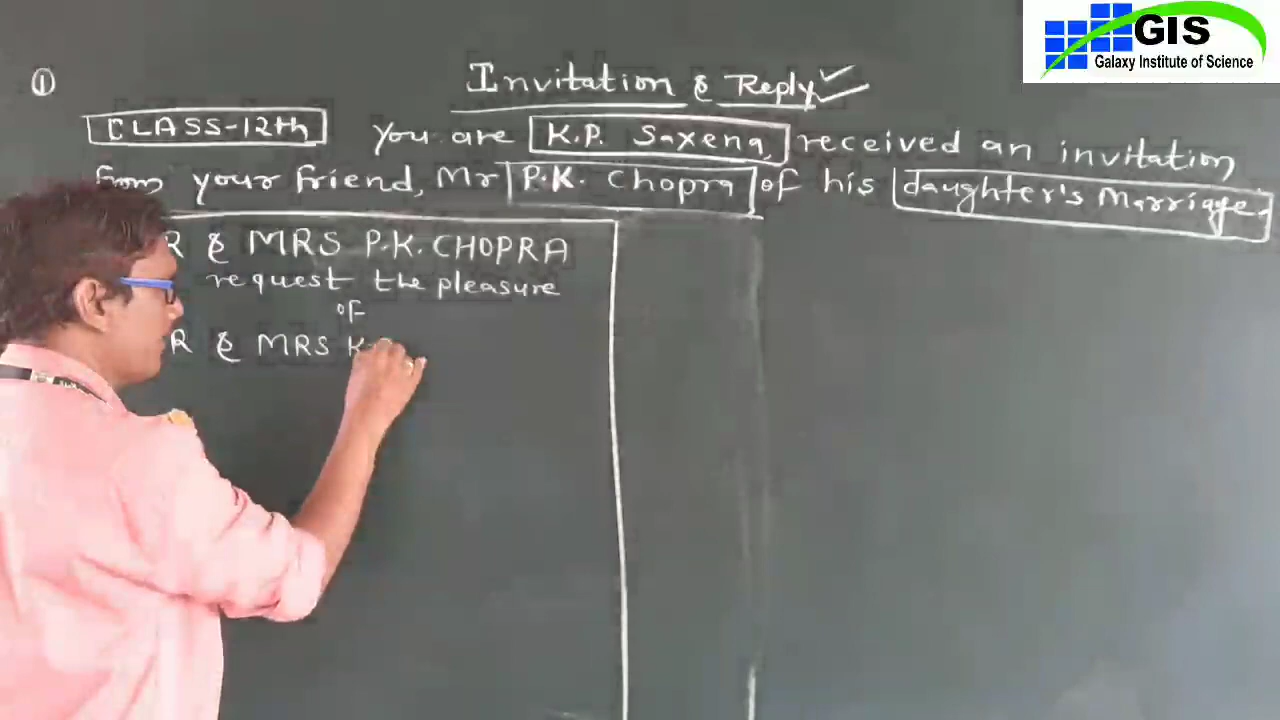 GIS
Galaxy Institute of Science
① Invitation & Reply
CLASS-12th You are K.P. Saxena, received an invitation
from your friend, Mr P.K. Chopra of his daughter's Marriage.
R & MRS P.K. CHOPRA
request the pleasure
of
R & MRS K.